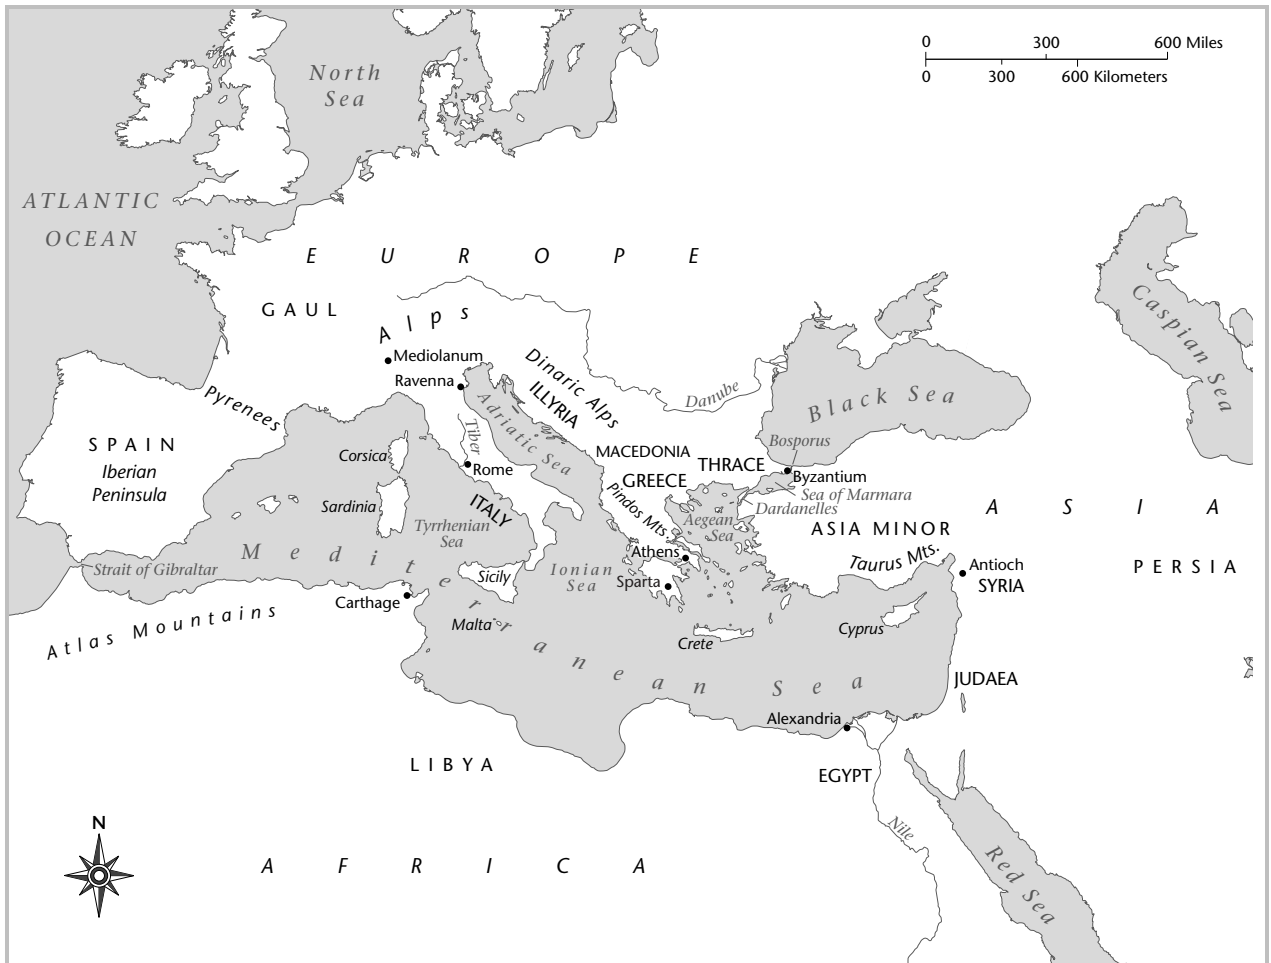 0 300 600 Miles
0 300 600 Kilometers
North
Sea
ATLANTIC
OCEAN
EUROPE
GAUL
Alps
Caspian Sea
Mediolanum
Ravenna
Dinaric Alps
ILLYRIA
Danube
Black Sea
Pyrenees
Adriatic Sea
Tiber
SPAIN
Iberian
Peninsula
Corsica
Rome
MACEDONIA
GREECE
THRACE
Bosporus
Byzantium
Sea of Marmara
Dardanelles
Sardinia
ITALY
Tyrrhenian
Sea
Pindos Mts.
Aegean
Sea
ASIA MINOR
ASIA
Taurus Mts.
Mediterranean Sea
Strait of Gibraltar
Sicily
Ionian
Sea
Athens
Sparta
Antioch
SYRIA
PERSIA
Carthage
Atlas Mountains
Malta
Crete
Cyprus
JUDAEA
Alexandria
LIBYA
EGYPT
Nile
Red Sea
N
AFRICA